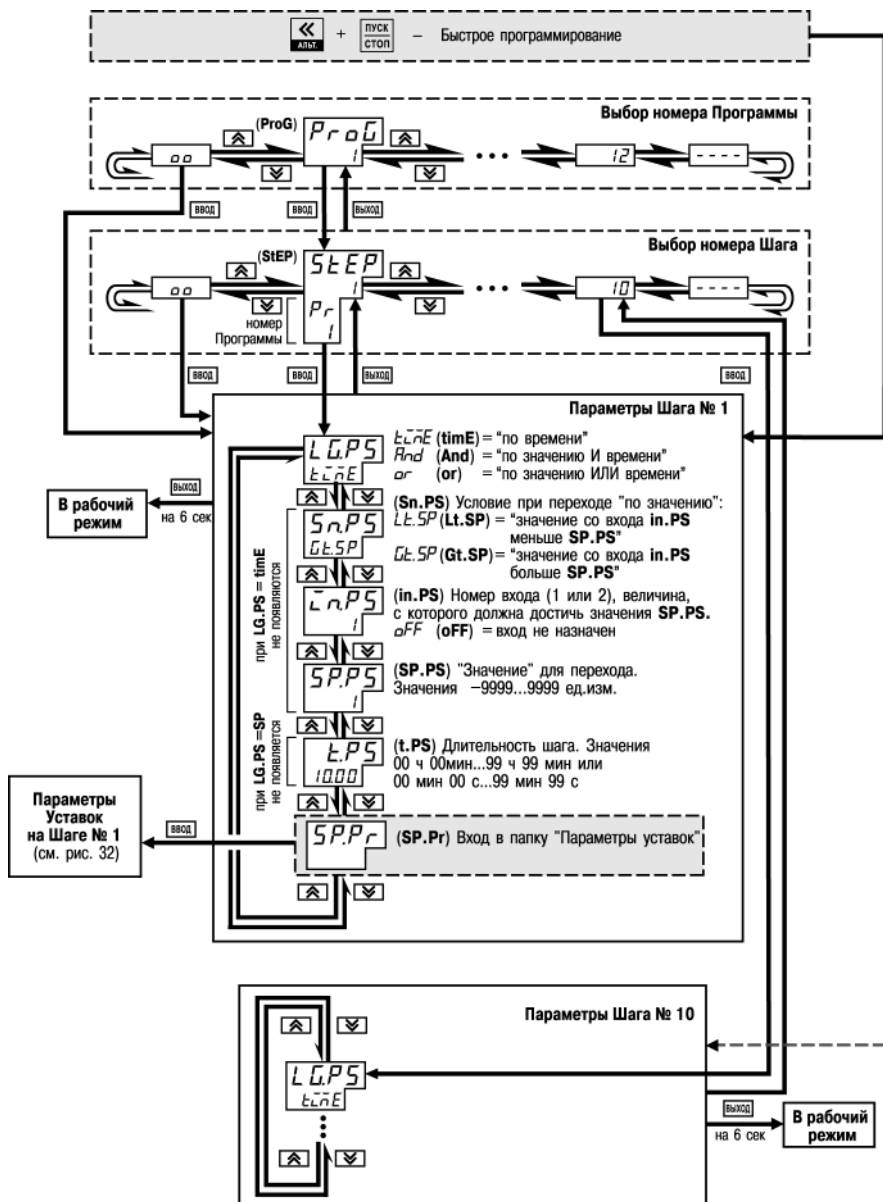 « АЛЬТ. + ПУСК СТОП – Быстрое программирование
Выбор номера Программы
(ProG) ProG
oo 1 ••• 12 ----
ВВОД ВВОД ВЫХОД
Выбор номера Шага
(StEP) StEP
oo 1 ••• 10 ----
Pr
1
номер
Программы
ВВОД ВВОД ВЫХОД ВВОД
Параметры Шага № 1
LG.PS
timE
timE (timE) = “по времени”
And (And) = “по значению И времени”
or (or) = “по значению ИЛИ времени”
ВЫХОД
на 6 сек
В рабочий
режим
при LG.PS = timE
не появляются
Sn.PS
Gt.SP
(Sn.PS) Условие при переходе "по значению":
Lt.SP (Lt.SP) = “значение со входа in.PS
меньше SP.PS”
Gt.SP (Gt.SP) = “значение со входа in.PS
больше SP.PS”
in.PS
1
(in.PS) Номер входа (1 или 2), величина,
с которого должна достичь значения SP.PS.
oFF (oFF) = вход не назначен
SP.PS
1
(SP.PS) "Значение" для перехода.
Значения –9999...9999 ед.изм.
при LG.PS =SP
не появляется
t.PS
10.00
(t.PS) Длительность шага. Значения
00 ч 00мин...99 ч 99 мин или
00 мин 00 с...99 мин 99 с
Параметры
Уставок
на Шаге № 1
(см. рис. 32)
ВВОД
SP.Pr
(SP.Pr) Вход в папку "Параметры уставок"
Параметры Шага № 10
LG.PS
timE
ВЫХОД
на 6 сек
В рабочий
режим